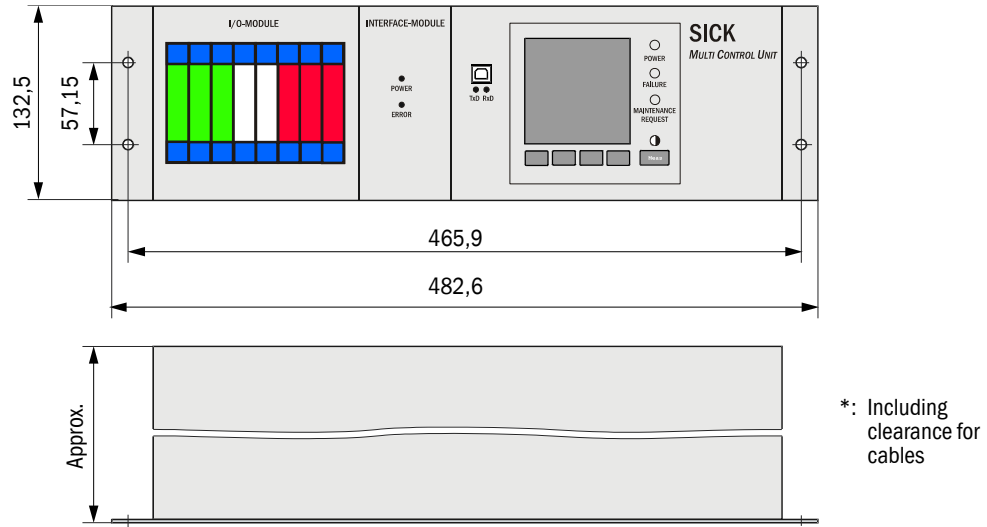 I/O-MODULE
INTERFACE-MODULE
POWER
ERROR
TxD RxD
SICK
MULTI CONTROL UNIT
POWER
FAILURE
MAINTENANCE
REQUEST
Menu
132,5
57,15
465,9
482,6
Approx.
*: Including
clearance for
cables